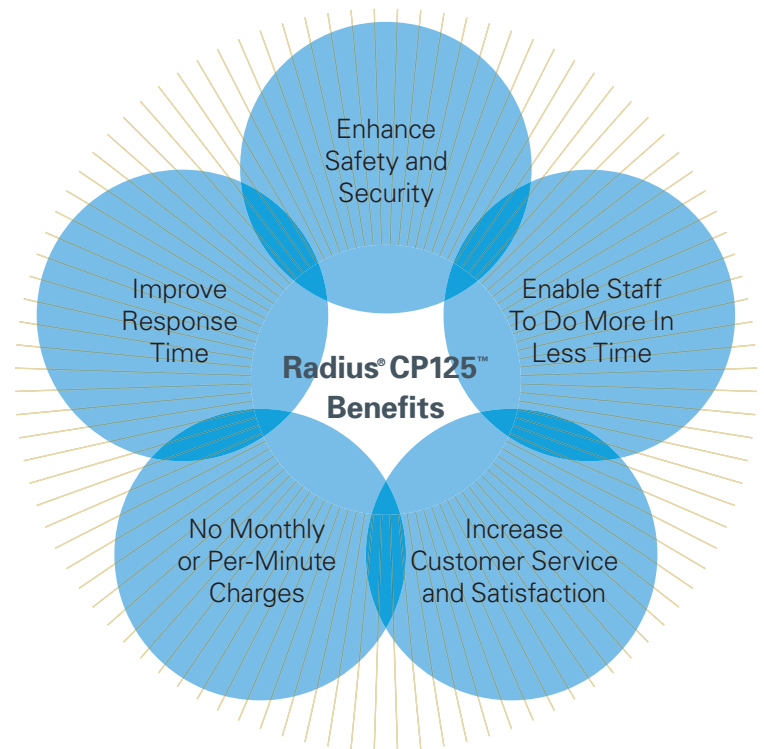 Enhance
Safety and
Security
Improve
Response
Time
Enable Staff
To Do More In
Less Time
Radius® CP125™
Benefits
No Monthly
or Per-Minute
Charges
Increase
Customer Service
and Satisfaction